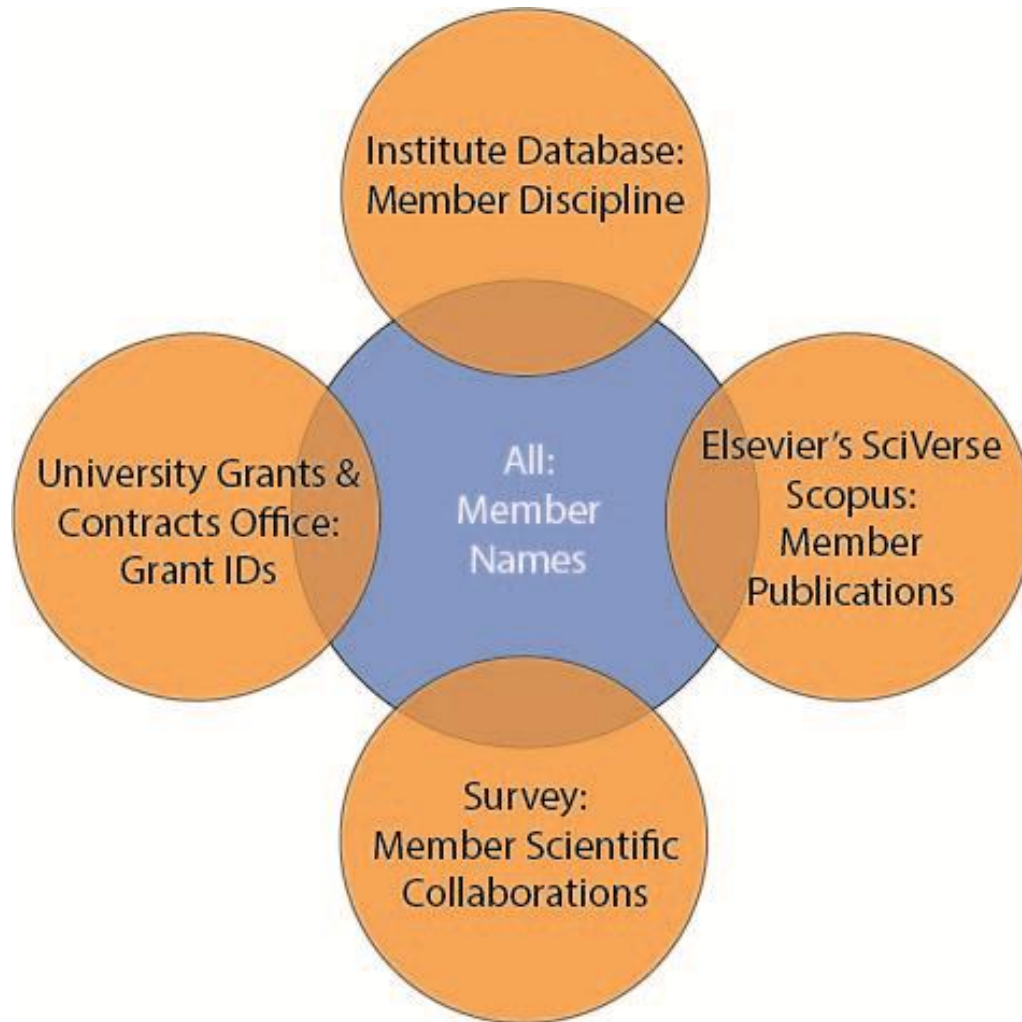 Institute Database:
Member Discipline
University Grants &
Contracts Office:
Grant IDs
All:
Member
Names
Elsevier’s SciVerse
Scopus:
Member
Publications
Survey:
Member Scientific
Collaborations